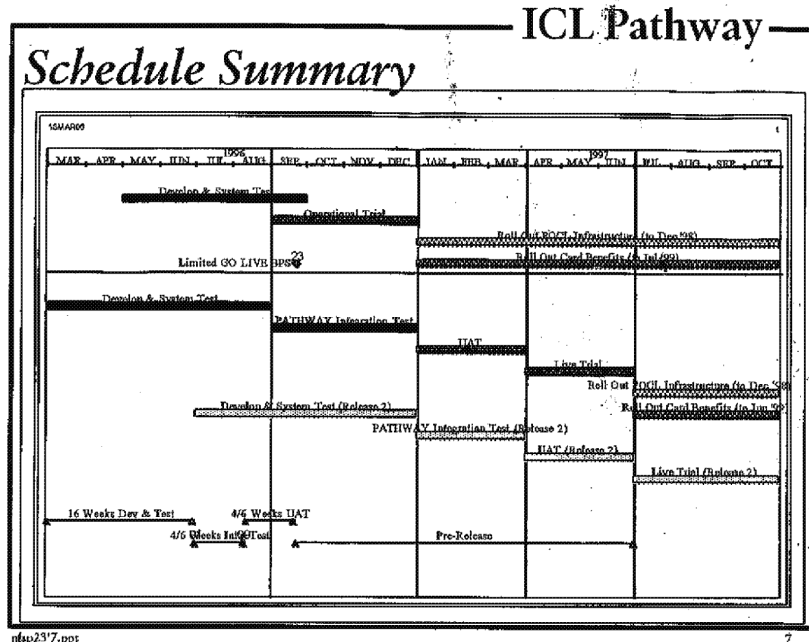 ICL Pathway
Schedule Summary
1
1996
1997
MAR APR MAY JUN JUL AUG SEP OCT NOV DEC JAN FEB MAR APR MAY JUN JUL AUG SEP OCT
Develop & System Test
Operational Trial
Roll Out POCL Infrastructure (to Dec '98)
23
Limited GO LIVE
Roll Out Card Benefits (to Jul '99)
Develop & System Test
PATHWAY Integration Test
UAT
Live Trial
Roll Out POCL Infrastructure (to Dec '98)
Develop & System Test (Release 2)
Roll Out Card Benefits (to Jun '99)
PATHWAY Integration Test (Release 2)
UAT (Release 2)
Live Trial (Release 2)
16 Weeks Dev & Test
4/6 Weeks UAT
4/6 Weeks Test
Pre-Release
7